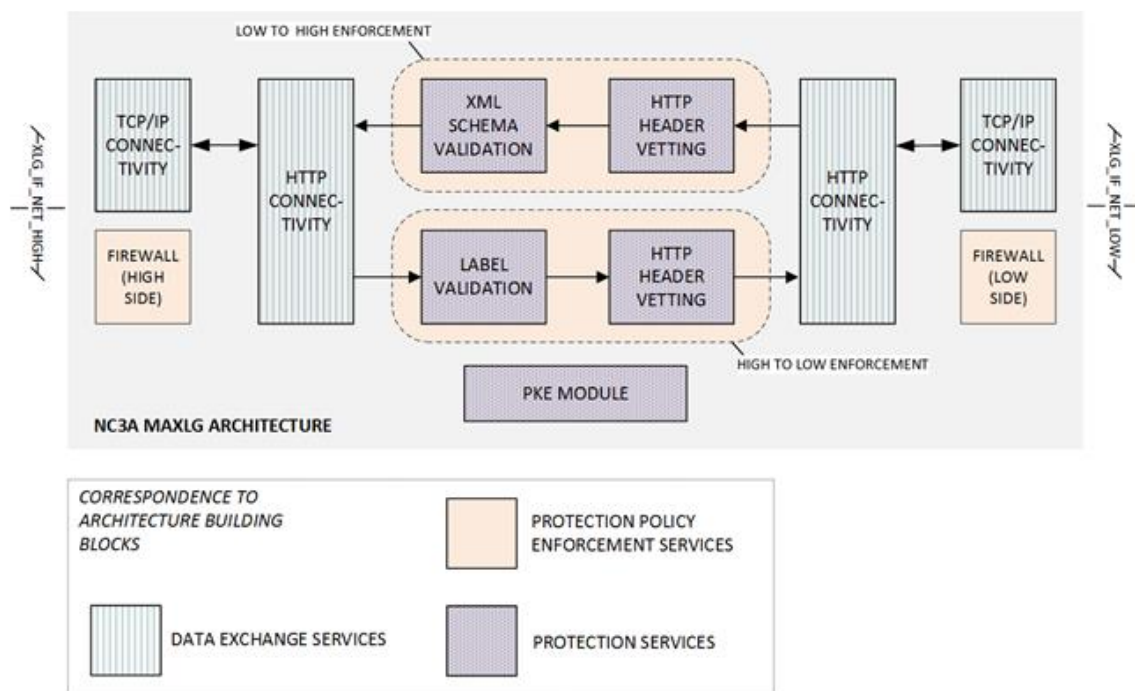 LOW TO HIGH ENFORCEMENT
XML
SCHEMA
VALIDATION
HTTP
HEADER
VETTING
TCP/IP
CONNEC-
TIVITY
HTTP
CONNEC-
TIVITY
HTTP
CONNEC-
TIVITY
TCP/IP
CONNEC-
TIVITY
XLG_IF_NET_HIGH
XLG_IF_NET_LOW
FIREWALL
(HIGH
SIDE)
LABEL
VALIDATION
HTTP
HEADER
VETTING
FIREWALL
(LOW
SIDE)
HIGH TO LOW ENFORCEMENT
PKE MODULE
NC3A MAXLG ARCHITECTURE
CORRESPONDENCE TO
ARCHITECTURE BUILDING
BLOCKS
PROTECTION POLICY
ENFORCEMENT SERVICES
DATA EXCHANGE SERVICES
PROTECTION SERVICES